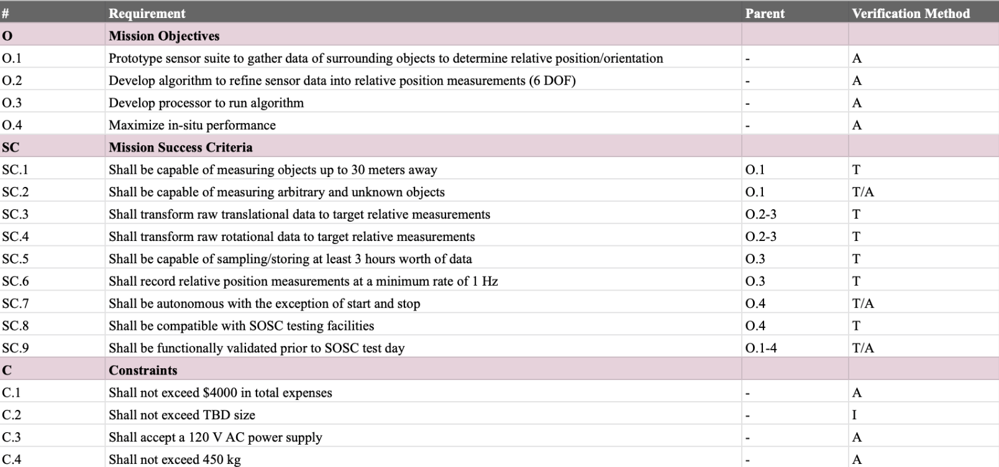 # Requirement Parent Verification Method
O Mission Objectives
O.1 Prototype sensor suite to gather data of surrounding objects to determine relative position/orientation - A
O.2 Develop algorithm to refine sensor data into relative position measurements (6 DOF) - A
O.3 Develop processor to run algorithm - A
O.4 Maximize in-situ performance - A
SC Mission Success Criteria
SC.1 Shall be capable of measuring objects up to 30 meters away O.1 T
SC.2 Shall be capable of measuring arbitrary and unknown objects O.1 T/A
SC.3 Shall transform raw translational data to target relative measurements O.2-3 T
SC.4 Shall transform raw rotational data to target relative measurements O.2-3 T
SC.5 Shall be capable of sampling/storing at least 3 hours worth of data O.3 T
SC.6 Shall record relative position measurements at a minimum rate of 1 Hz O.3 T
SC.7 Shall be autonomous with the exception of start and stop O.4 T/A
SC.8 Shall be compatible with SOSC testing facilities O.4 T
SC.9 Shall be functionally validated prior to SOSC test day O.1-4 T/A
C Constraints
C.1 Shall not exceed $4000 in total expenses - A
C.2 Shall not exceed TBD size - I
C.3 Shall accept a 120 V AC power supply - A
C.4 Shall not exceed 450 kg - A